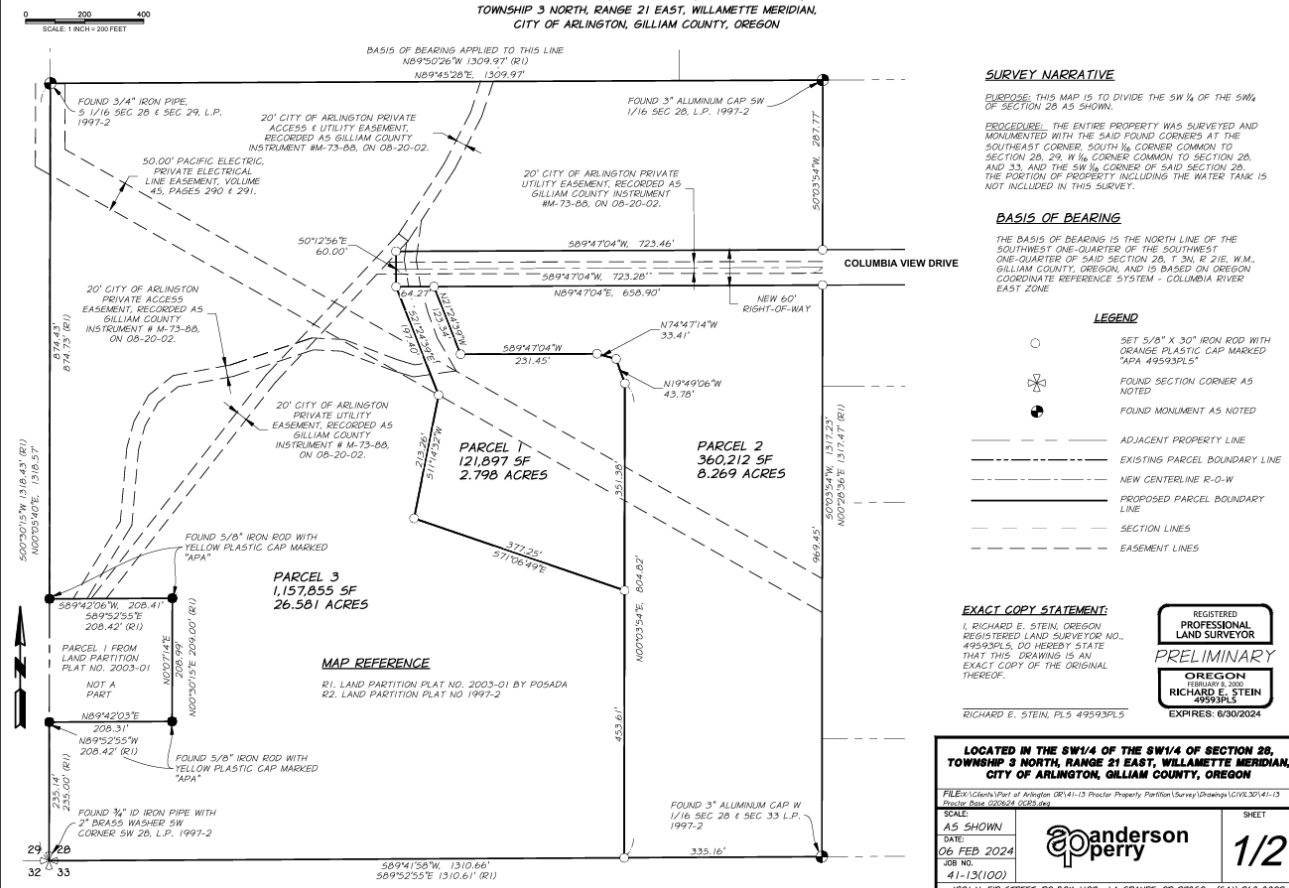 TOWNSHIP 3 NORTH, RANGE 21 EAST, WILLAMETTE MERIDIAN,
CITY OF ARLINGTON, GILLIAM COUNTY, OREGON
0 200 400
SCALE: 1 INCH = 200 FEET
BASIS OF BEARING APPLIED TO THIS LINE
N89°50'26"W 1309.97' (R1)
N89°45'28"E, 1309.97'
FOUND 3/4" IRON PIPE,
S 1/16 SEC 28 & SEC 29, L.P.
1997-2
20' CITY OF ARLINGTON PRIVATE
ACCESS & UTILITY EASEMENT,
RECORDED AS GILLIAM COUNTY
INSTRUMENT #M-73-88, ON 08-20-02.
FOUND 3" ALUMINUM CAP SW
1/16 SEC 28, L.P. 1997-2
50.00' PACIFIC ELECTRIC,
PRIVATE ELECTRICAL
LINE EASEMENT, VOLUME
45, PAGES 290 & 291.
20' CITY OF ARLINGTON PRIVATE
UTILITY EASEMENT, RECORDED AS
GILLIAM COUNTY INSTRUMENT
#M-73-88, ON 08-20-02.
S0°03'54"W, 287.77'
S0°12'56"E
60.00'
S89°47'04"W, 723.46'
S89°47'04"W, 723.28'
N89°47'04"E, 658.90'
COLUMBIA VIEW DRIVE
NEW 60'
RIGHT-OF-WAY
64.27'
N21°24'39"W
123.34'
S21°24'39"E
197.40'
N74°47'14"W
33.41'
S89°47'04"W
231.45'
N19°49'06"W
43.78'
20' CITY OF ARLINGTON
PRIVATE ACCESS
EASEMENT, RECORDED AS
GILLIAM COUNTY
INSTRUMENT # M-73-88,
ON 08-20-02.
874.43'
874.73' (R1)
20' CITY OF ARLINGTON
PRIVATE UTILITY
EASEMENT, RECORDED AS
GILLIAM COUNTY
INSTRUMENT # M-73-88,
ON 08-20-02.
213.26'
S11°14'32"W
PARCEL 1
121,897 SF
2.798 ACRES
PARCEL 2
360,212 SF
8.269 ACRES
351.38'
S0°03'54"W, 1317.23'
N00°28'36"E 1317.47' (R1)
S00°30'15"W 1318.43' (R1)
N00°05'40"E, 1318.57'
377.25'
S71°06'49"E
969.45'
FOUND 5/8" IRON ROD WITH
YELLOW PLASTIC CAP MARKED
"APA"
PARCEL 3
1,157,855 SF
26.581 ACRES
S89°42'06"W, 208.41'
S89°52'55"E
208.42' (R1)
PARCEL 1 FROM
LAND PARTITION
PLAT NO. 2003-01
NOT A
PART
N0°07'14"E
208.99'
N00°30'15"E 209.00' (R1)
N00°03'54"E, 804.82'
MAP REFERENCE
R1. LAND PARTITION PLAT NO. 2003-01 BY POSADA
R2. LAND PARTITION PLAT NO 1997-2
N89°42'03"E
208.31'
N89°52'55"W
208.42' (R1)
453.61'
FOUND 5/8" IRON ROD WITH
YELLOW PLASTIC CAP MARKED
"APA"
235.14'
235.00' (R1)
FOUND ¾" ID IRON PIPE WITH
2" BRASS WASHER SW
CORNER SW 28, L.P. 1997-2
FOUND 3" ALUMINUM CAP W
1/16 SEC 28 & SEC 33 L.P.
1997-2
29 28
32 33
S89°41'58"W, 1310.66'
S89°52'55"E 1310.61' (R1)
335.16'
N
SURVEY NARRATIVE
PURPOSE: THIS MAP IS TO DIVIDE THE SW ¼ OF THE SW¼
OF SECTION 28 AS SHOWN.
PROCEDURE: THE ENTIRE PROPERTY WAS SURVEYED AND
MONUMENTED WITH THE SAID FOUND CORNERS AT THE
SOUTHEAST CORNER, SOUTH 1/16 CORNER COMMON TO
SECTION 28, 29, W 1/16 CORNER COMMON TO SECTION 28,
AND 33, AND THE SW 1/16 CORNER OF SAID SECTION 28.
THE PORTION OF PROPERTY INCLUDING THE WATER TANK IS
NOT INCLUDED IN THIS SURVEY.
BASIS OF BEARING
THE BASIS OF BEARING IS THE NORTH LINE OF THE
SOUTHWEST ONE-QUARTER OF THE SOUTHWEST
ONE-QUARTER OF SAID SECTION 28, T 3N, R 21E, W.M.,
GILLIAM COUNTY, OREGON, AND IS BASED ON OREGON
COORDINATE REFERENCE SYSTEM - COLUMBIA RIVER
EAST ZONE
LEGEND
SET 5/8" X 30" IRON ROD WITH
ORANGE PLASTIC CAP MARKED
"APA 49593PLS"
FOUND SECTION CORNER AS
NOTED
FOUND MONUMENT AS NOTED
ADJACENT PROPERTY LINE
EXISTING PARCEL BOUNDARY LINE
NEW CENTERLINE R-O-W
PROPOSED PARCEL BOUNDARY
LINE
SECTION LINES
EASEMENT LINES
EXACT COPY STATEMENT:
I, RICHARD E. STEIN, OREGON
REGISTERED LAND SURVEYOR NO.
49593PLS, DO HEREBY STATE
THAT THIS DRAWING IS AN
EXACT COPY OF THE ORIGINAL
THEREOF.
RICHARD E. STEIN, PLS 49593PLS
REGISTERED
PROFESSIONAL
LAND SURVEYOR
PRELIMINARY
OREGON
FEBRUARY 8, 2000
RICHARD E. STEIN
49593PLS
EXPIRES: 6/30/2024
LOCATED IN THE SW1/4 OF THE SW1/4 OF SECTION 28,
TOWNSHIP 3 NORTH, RANGE 21 EAST, WILLAMETTE MERIDIAN,
CITY OF ARLINGTON, GILLIAM COUNTY, OREGON
FILE:X:\Clients\Port of Arlington OR\41-13 Proctor Property Partition\Survey\Drawings\CIVIL3D\41-13
Proctor Base 020624 OCRS.dwg
SCALE:
AS SHOWN
DATE:
06 FEB 2024
JOB NO.
41-13(100)
ap anderson
perry
SHEET
1/2